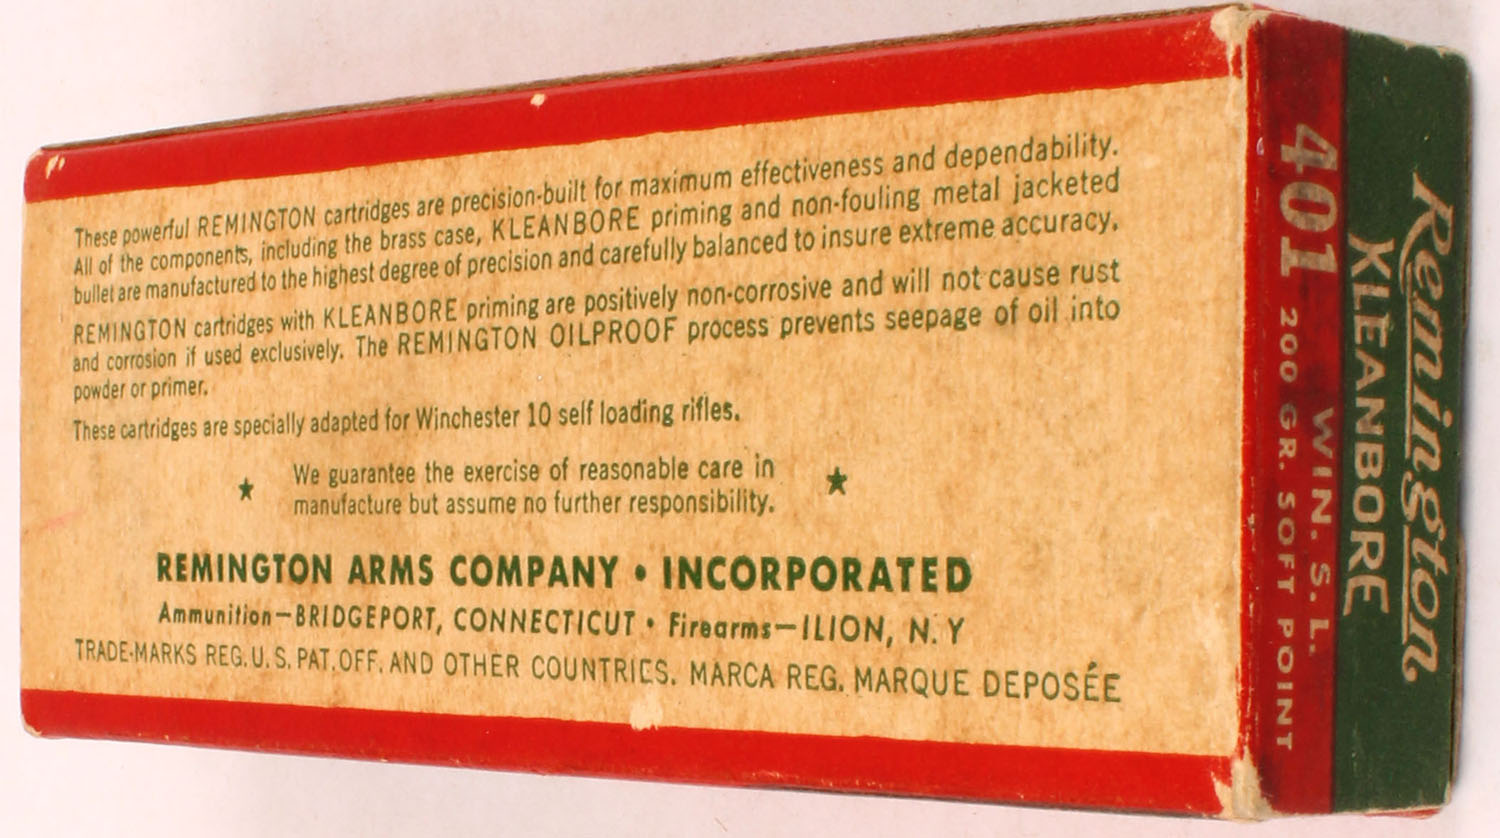 These powerful REMINGTON cartridges are precision-built for maximum effectiveness and dependability.
All of the components, including the brass case, KLEANBORE priming and non-fouling metal jacketed
bullet are manufactured to the highest degree of precision and carefully balanced to insure extreme accuracy.
REMINGTON cartridges with KLEANBORE priming are positively non-corrosive and will not cause rust
and corrosion if used exclusively. The REMINGTON OILPROOF process prevents seepage of oil into
powder or primer.
These cartridges are specially adapted for Winchester 10 self loading rifles.
★ We guarantee the exercise of reasonable care in ★
manufacture but assume no further responsibility.
REMINGTON ARMS COMPANY • INCORPORATED
Ammunition—BRIDGEPORT, CONNECTICUT • Firearms—ILION, N. Y
TRADE-MARKS REG. U. S. PAT. OFF. AND OTHER COUNTRIES. MARCA REG. MARQUE DEPOSÉE
Remington
KLEANBORE
401 WIN. S. L.
200 GR. SOFT POINT